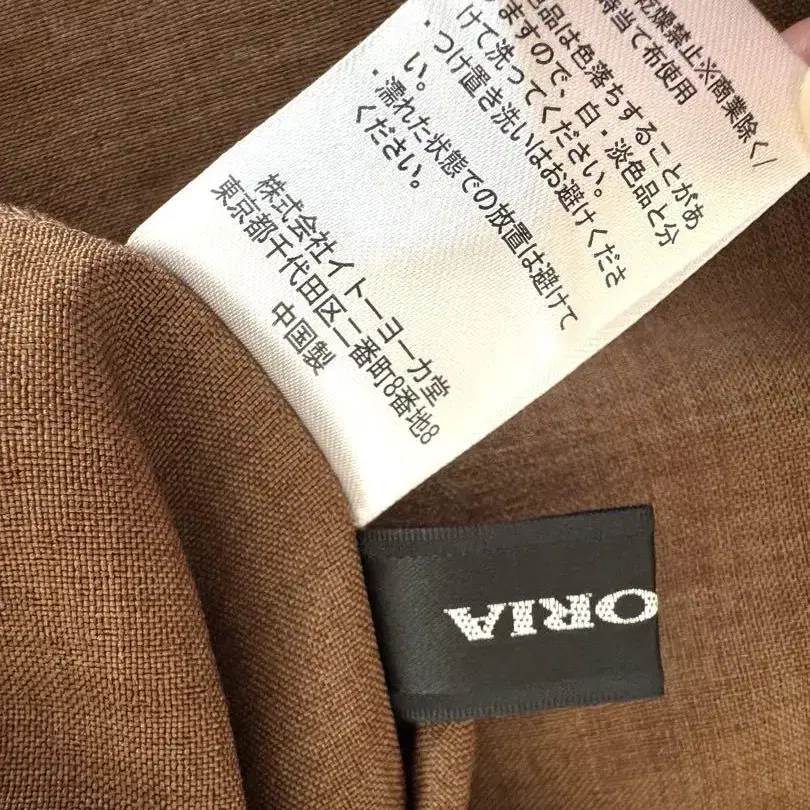 乾燥禁止※商業除く/
時当て布使用
色品は色落ちすることがあ
ますので、白・淡色品と分
けて洗ってください。
・つけ置き洗いはお避けくださ
い。
・濡れた状態での放置は避けて
ください。
株式会社イトーヨーカ堂
東京都千代田区二番町8番地8
中国製
ORIA